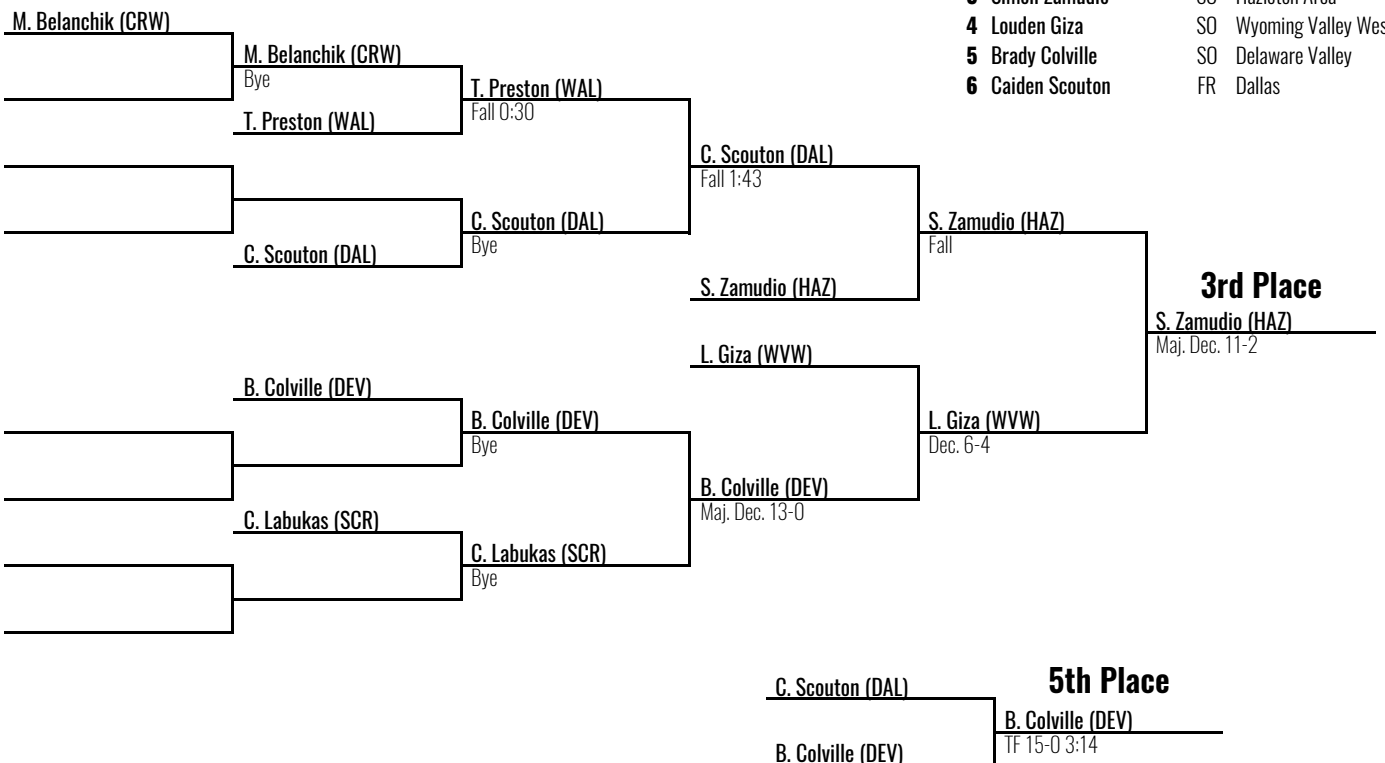 M. Belanchik (CRW)
M. Belanchik (CRW)
Bye
T. Preston (WAL)
T. Preston (WAL)
Fall 0:30
C. Scouton (DAL)
C. Scouton (DAL)
Bye
C. Scouton (DAL)
Fall 1:43
S. Zamudio (HAZ)
S. Zamudio (HAZ)
Fall
3rd Place
S. Zamudio (HAZ)
Maj. Dec. 11-2
L. Giza (WVW)
L. Giza (WVW)
Dec. 6-4
B. Colville (DEV)
B. Colville (DEV)
Bye
B. Colville (DEV)
Maj. Dec. 13-0
C. Labukas (SCR)
C. Labukas (SCR)
Bye
4 Louden Giza SO Wyoming Valley Wes
5 Brady Colville SO Delaware Valley
6 Caiden Scouton FR Dallas
5th Place
C. Scouton (DAL)
B. Colville (DEV)
B. Colville (DEV)
TF 15-0 3:14